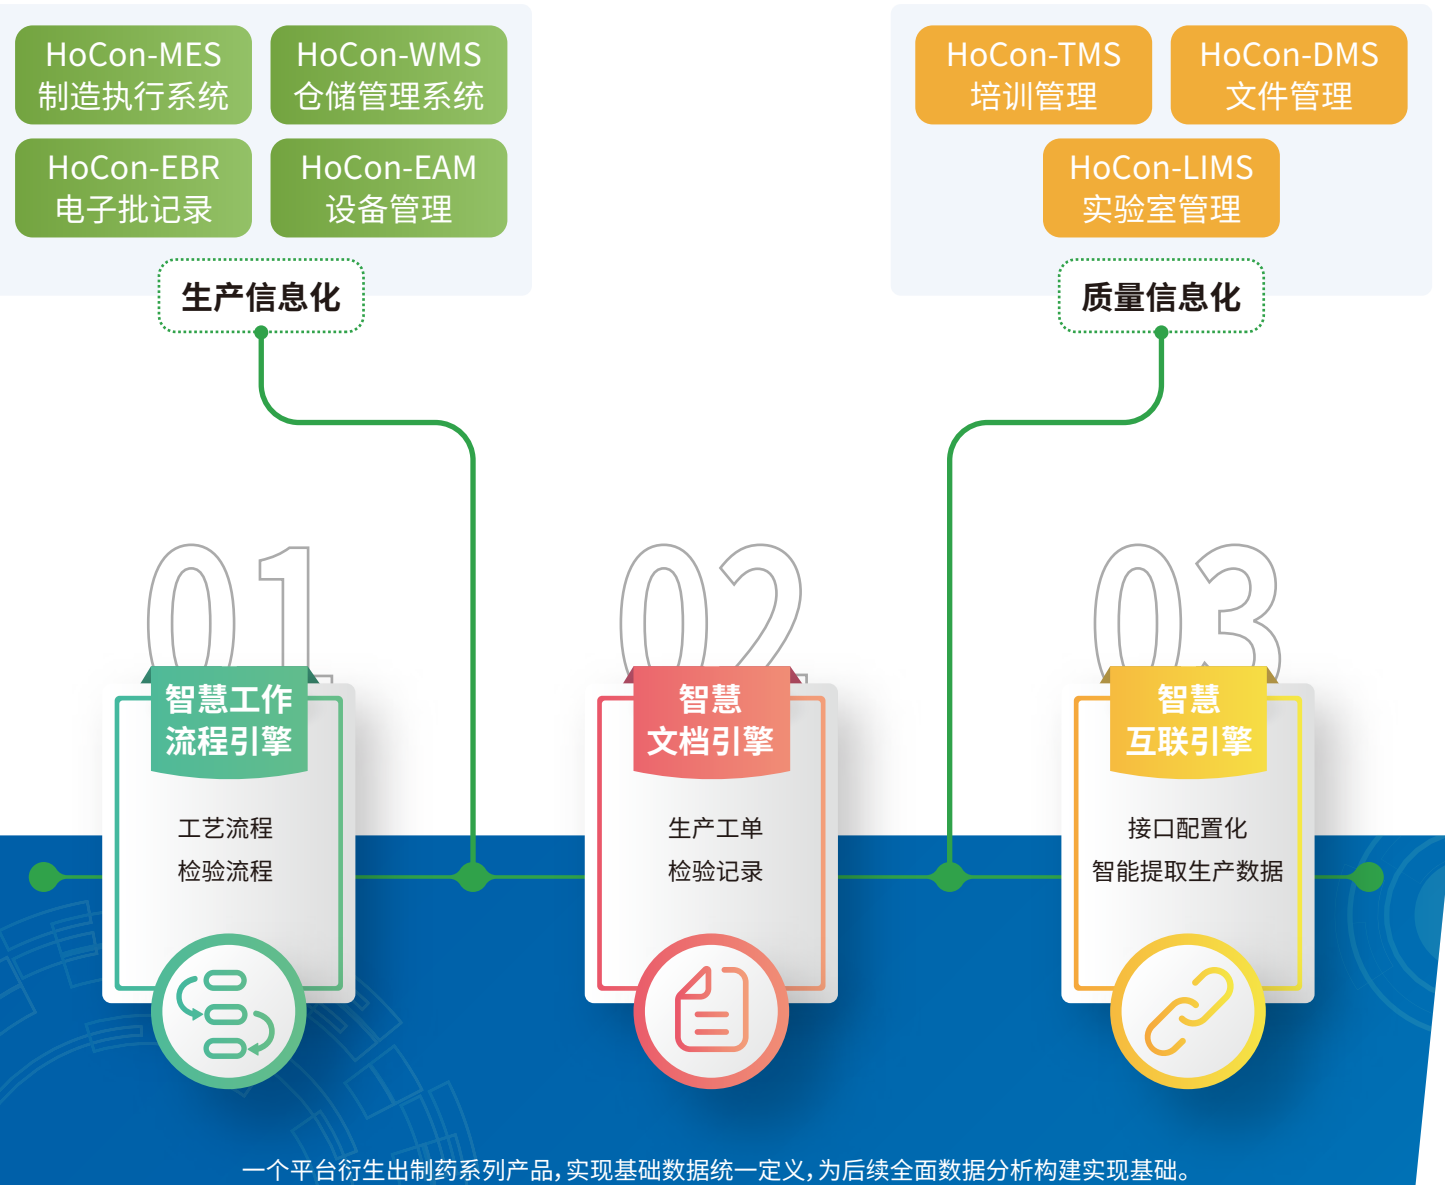 HoCon-MES
制造执行系统
HoCon-WMS
仓储管理系统
HoCon-EBR
电子批记录
HoCon-EAM
设备管理
生产信息化
HoCon-TMS
培训管理
HoCon-DMS
文件管理
HoCon-LIMS
实验室管理
质量信息化
01
智慧工作
流程引擎
工艺流程
检验流程
02
智慧
文档引擎
生产工单
检验记录
03
智慧
互联引擎
接口配置化
智能提取生产数据
一个平台衍生出制药系列产品,实现基础数据统一定义,为后续全面数据分析构建实现基础。